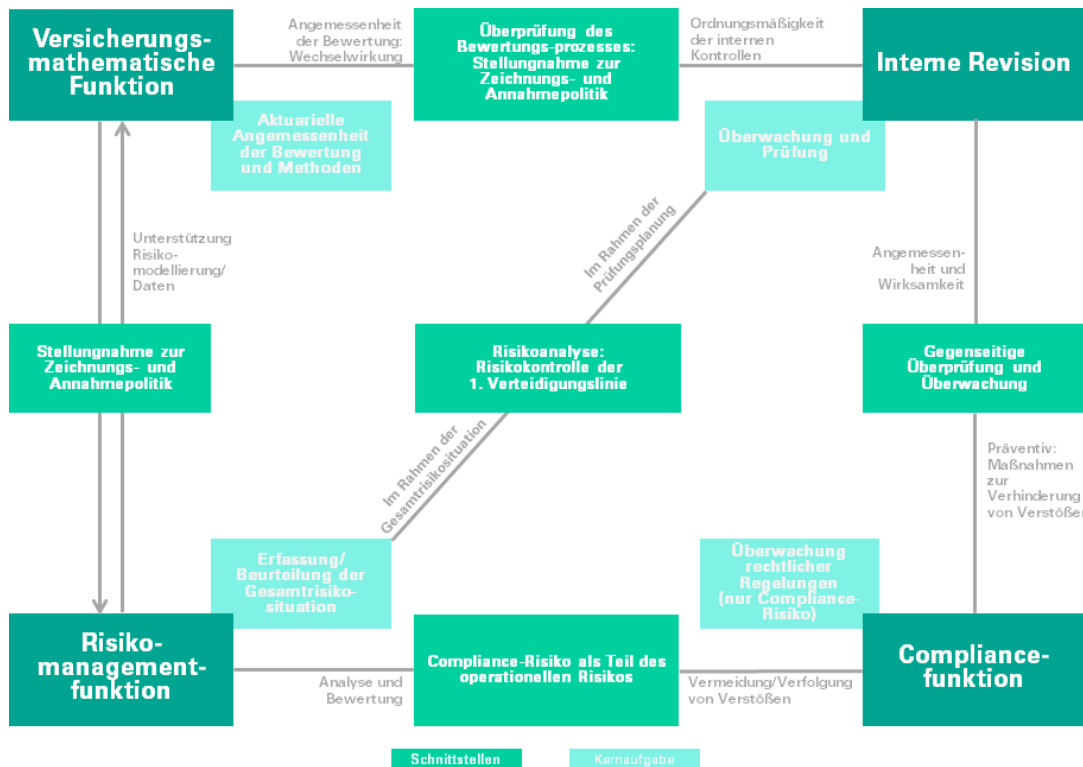 Versicherungs-
mathematische
Funktion
Angemessenheit
der Bewertung:
Wechselwirkung
Überprüfung des
Bewertungs-prozesses:
Stellungnahme zur
Zeichnungs- und
Annahmepolitik
Ordnungsmäßigkeit
der internen
Kontrollen
Interne Revision
Aktuarielle
Angemessenheit
der Bewertung
und Methoden
Überwachung und
Prüfung
Unterstützung
Risiko-
modellierung/
Daten
Im Rahmen der
Prüfungsplanung
Angemessen-
heit und
Wirksamkeit
Stellungnahme zur
Zeichnungs- und
Annahmepolitik
Risikoanalyse:
Risikokontrolle der
1. Verteidigungslinie
Gegenseitige
Überprüfung und
Überwachung
Im Rahmen der
Gesamtrisikosituation
Präventiv:
Maßnahmen
zur
Verhinderung
von Verstößen
Erfassung/
Beurteilung der
Gesamtrisiko-
situation
Überwachung
rechtlicher
Regelungen
(nur Compliance-
Risiko)
Risiko-
management-
funktion
Analyse und
Bewertung
Compliance-Risiko als Teil des
operationellen Risikos
Vermeidung/Verfolgung
von Verstößen
Compliance-
funktion
Schnittstellen
Kernaufgabe